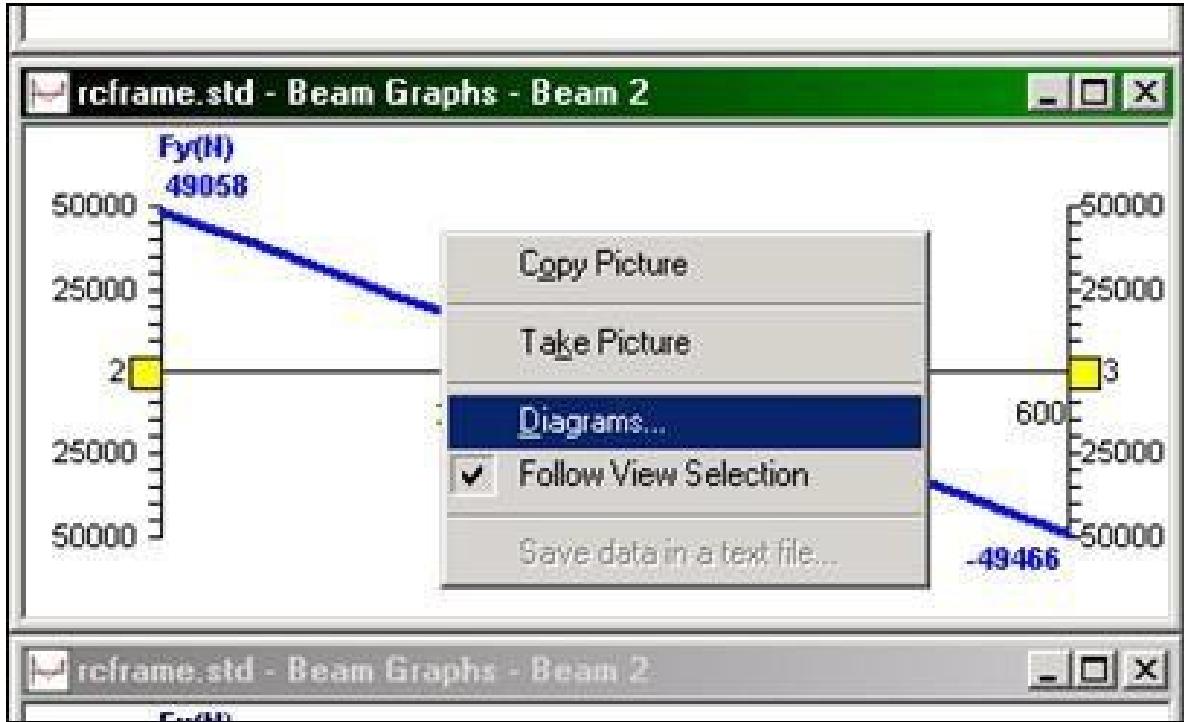 rcframe.std - Beam Graphs - Beam 2
Fy(N)
49058
50000
50000
25000
25000
2
3
600
25000
25000
50000
50000
-49466
Copy Picture
Take Picture
Diagrams...
Follow View Selection
Save data in a text file...
rcframe.std - Beam Graphs - Beam 2